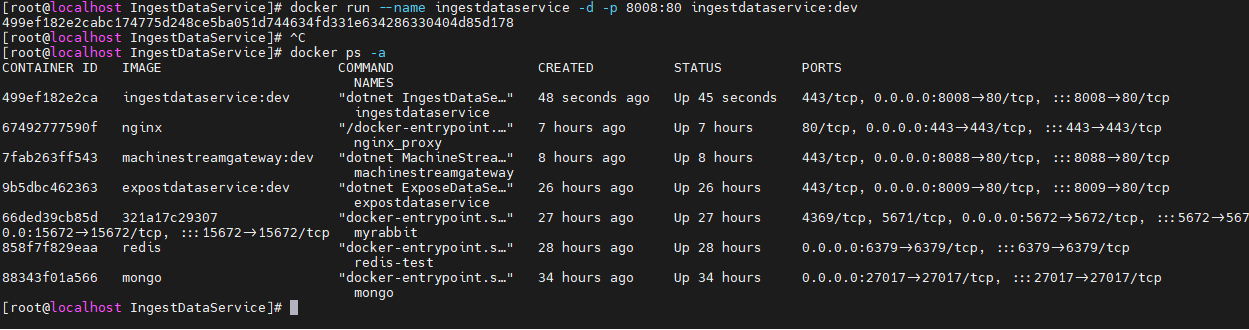 [root@localhost IngestDataService]# docker run --name ingestdataservice -d -p 8008:80 ingestdataservice:dev
499ef182e2cabc174775d248ce5ba051d744634fd331e634286330404d85d178
[root@localhost IngestDataService]# ^C
[root@localhost IngestDataService]# docker ps -a
CONTAINER ID   IMAGE                      COMMAND                  CREATED          STATUS          PORTS
NAMES
499ef182e2ca   ingestdataservice:dev      "dotnet IngestDataSe…"   48 seconds ago   Up 45 seconds   443/tcp, 0.0.0.0:8008->80/tcp, :::8008->80/tcp
ingestdataservice
67492777590f   nginx                      "/docker-entrypoint.…"   7 hours ago      Up 7 hours      80/tcp, 0.0.0.0:443->443/tcp, :::443->443/tcp
nginx_proxy
7fab263ff543   machinestreamgateway:dev   "dotnet MachineStrea…"   8 hours ago      Up 8 hours      443/tcp, 0.0.0.0:8088->80/tcp, :::8088->80/tcp
machinestreamgateway
9b5dbc462363   expostdataservice:dev      "dotnet ExposeDataSe…"   26 hours ago     Up 26 hours     443/tcp, 0.0.0.0:8009->80/tcp, :::8009->80/tcp
expostdataservice
66ded39cb85d   321a17c29307               "docker-entrypoint.s…"   27 hours ago     Up 27 hours     4369/tcp, 5671/tcp, 0.0.0.0:5672->5672/tcp, :::5672->567
0.0:15672->15672/tcp, :::15672->15672/tcp   myrabbit
858f7f829eaa   redis                      "docker-entrypoint.s…"   28 hours ago     Up 28 hours     0.0.0.0:6379->6379/tcp, :::6379->6379/tcp
redis-test
88343f01a566   mongo                      "docker-entrypoint.s…"   34 hours ago     Up 34 hours     0.0.0.0:27017->27017/tcp, :::27017->27017/tcp
mongo
[root@localhost IngestDataService]#